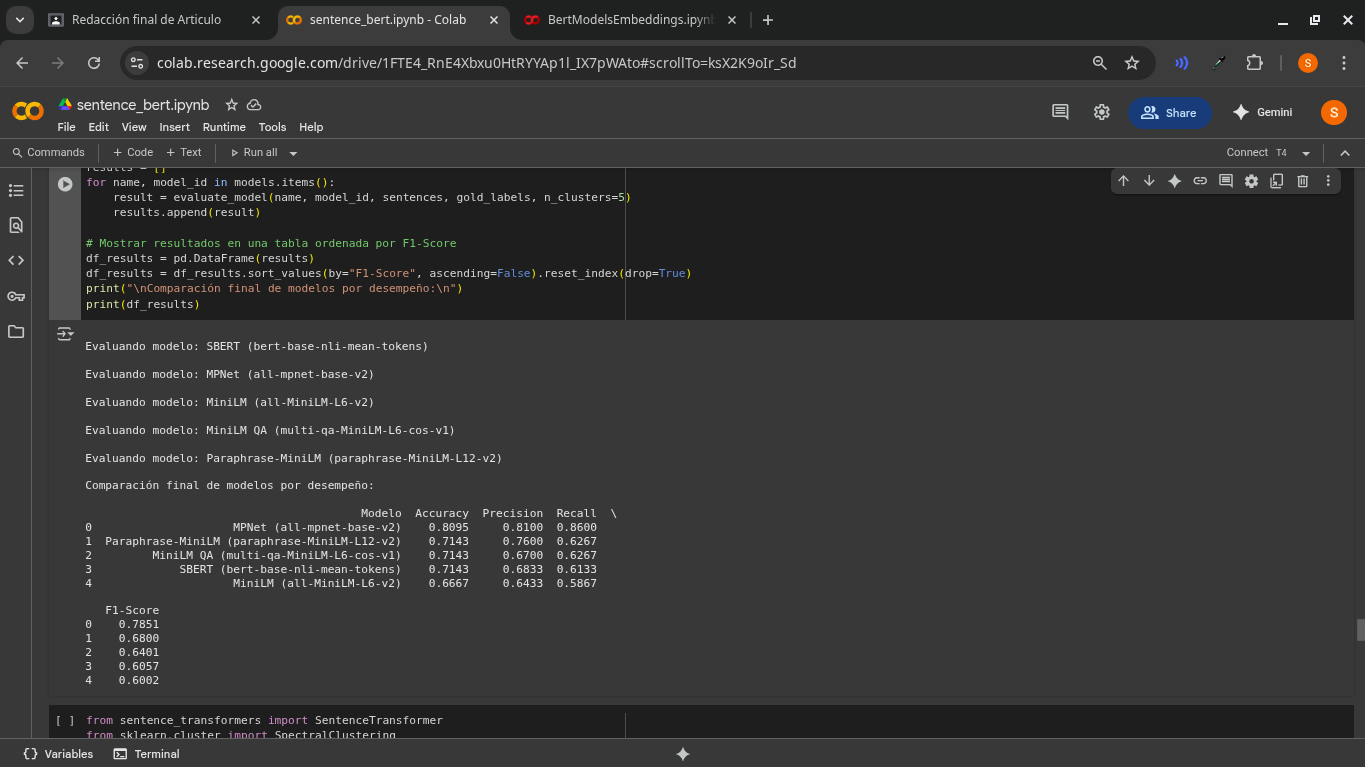 Redacción final de Articulo
sentence_bert.ipynb - Colab
BertModelsEmbeddings.ipynb
colab.research.google.com/drive/1FTE4_RnE4Xbxu0HtRYYAp1l_IX7pWAto#scrollTo=ksX2K9oIr_Sd
S
sentence_bert.ipynb
File Edit View Insert Runtime Tools Help
Share
Gemini
S
Commands + Code + Text Run all
Connect T4
results = []
for name, model_id in models.items():
    result = evaluate_model(name, model_id, sentences, gold_labels, n_clusters=5)
    results.append(result)
# Mostrar resultados en una tabla ordenada por F1-Score
df_results = pd.DataFrame(results)
df_results = df_results.sort_values(by="F1-Score", ascending=False).reset_index(drop=True)
print("\nComparación final de modelos por desempeño:\n")
print(df_results)
Evaluando modelo: SBERT (bert-base-nli-mean-tokens)
Evaluando modelo: MPNet (all-mpnet-base-v2)
Evaluando modelo: MiniLM (all-MiniLM-L6-v2)
Evaluando modelo: MiniLM QA (multi-qa-MiniLM-L6-cos-v1)
Evaluando modelo: Paraphrase-MiniLM (paraphrase-MiniLM-L12-v2)
Comparación final de modelos por desempeño:
Modelo Accuracy Precision Recall \
0 MPNet (all-mpnet-base-v2) 0.8095 0.8100 0.8600
1 Paraphrase-MiniLM (paraphrase-MiniLM-L12-v2) 0.7143 0.7600 0.6267
2 MiniLM QA (multi-qa-MiniLM-L6-cos-v1) 0.7143 0.6700 0.6267
3 SBERT (bert-base-nli-mean-tokens) 0.7143 0.6833 0.6133
4 MiniLM (all-MiniLM-L6-v2) 0.6667 0.6433 0.5867
F1-Score
0 0.7851
1 0.6800
2 0.6401
3 0.6057
4 0.6002
[ ] from sentence_transformers import SentenceTransformer
from sklearn.cluster import SpectralClustering
{} Variables Terminal